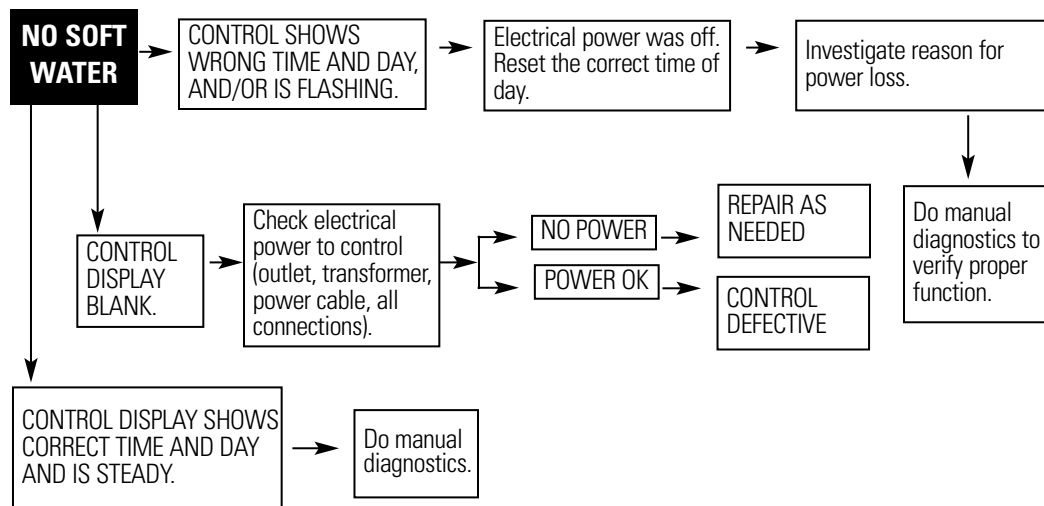 NO SOFT
WATER
CONTROL SHOWS
WRONG TIME AND DAY,
AND/OR IS FLASHING.
Electrical power was off.
Reset the correct time of
day.
Investigate reason for
power loss.
Do manual
diagnostics to
verify proper
function.
CONTROL
DISPLAY
BLANK.
Check electrical
power to control
(outlet, transformer,
power cable, all
connections).
NO POWER
REPAIR AS
NEEDED
POWER OK
CONTROL
DEFECTIVE
CONTROL DISPLAY SHOWS
CORRECT TIME AND DAY
AND IS STEADY.
Do manual
diagnostics.